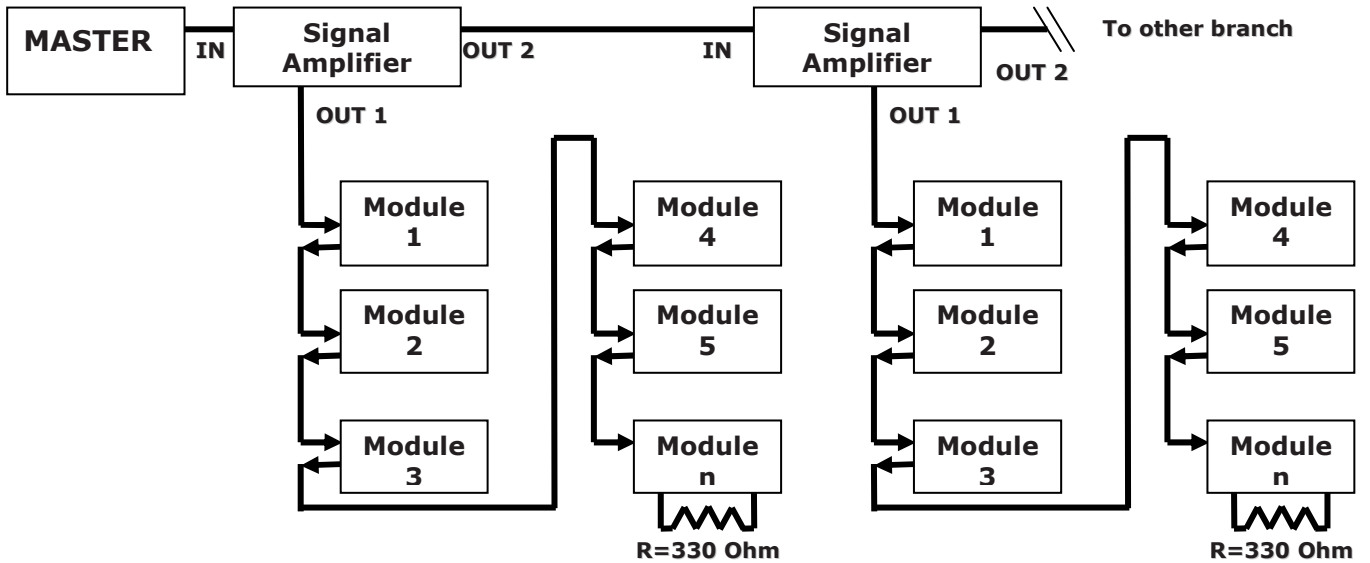 MASTER
IN
Signal
Amplifier
OUT 2
IN
Signal
Amplifier
OUT 2
To other branch
OUT 1
OUT 1
Module
1
Module
4
Module
1
Module
4
Module
2
Module
5
Module
2
Module
5
Module
3
Module
n
Module
3
Module
n
R=330 Ohm
R=330 Ohm